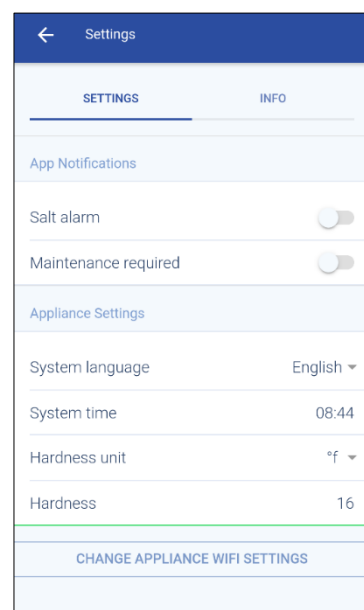 Settings
SETTINGS INFO
App Notifications
Salt alarm
Maintenance required
Appliance Settings
System language English
System time 08:44
Hardness unit °f
Hardness 16
CHANGE APPLIANCE WIFI SETTINGS